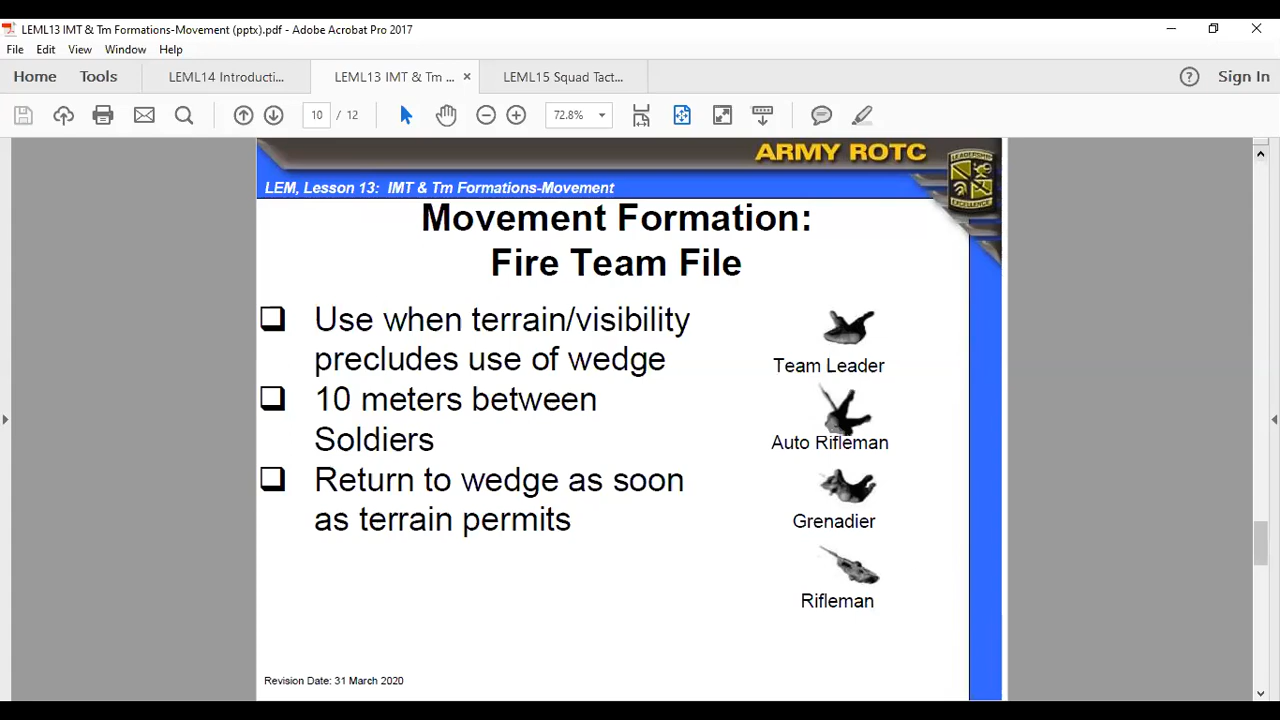 LEML13 IMT & Tm Formations-Movement (pptx).pdf - Adobe Acrobat Pro 2017
File Edit View Window Help
Home Tools LEML14 Introducti... LEML13 IMT & Tm ... × LEML15 Squad Tact... Sign In
10 / 12 72.8%
ARMY ROTC
LEADERSHIP
EXCELLENCE
LEM, Lesson 13: IMT & Tm Formations-Movement
Movement Formation:
Fire Team File
Use when terrain/visibility
precludes use of wedge
10 meters between
Soldiers
Return to wedge as soon
as terrain permits
Team Leader
Auto Rifleman
Grenadier
Rifleman
Revision Date: 31 March 2020